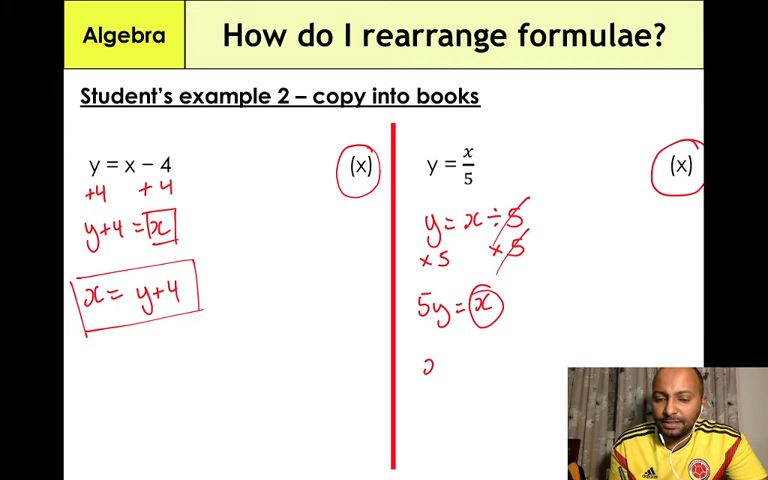 Algebra
How do I rearrange formulae?
Student's example 2 – copy into books
y = x − 4
(x)
+4 +4
y+4 = x
x = y+4
y = x/5
(x)
y = x ÷ 5
×5 ×5
5y = x
x
adidas